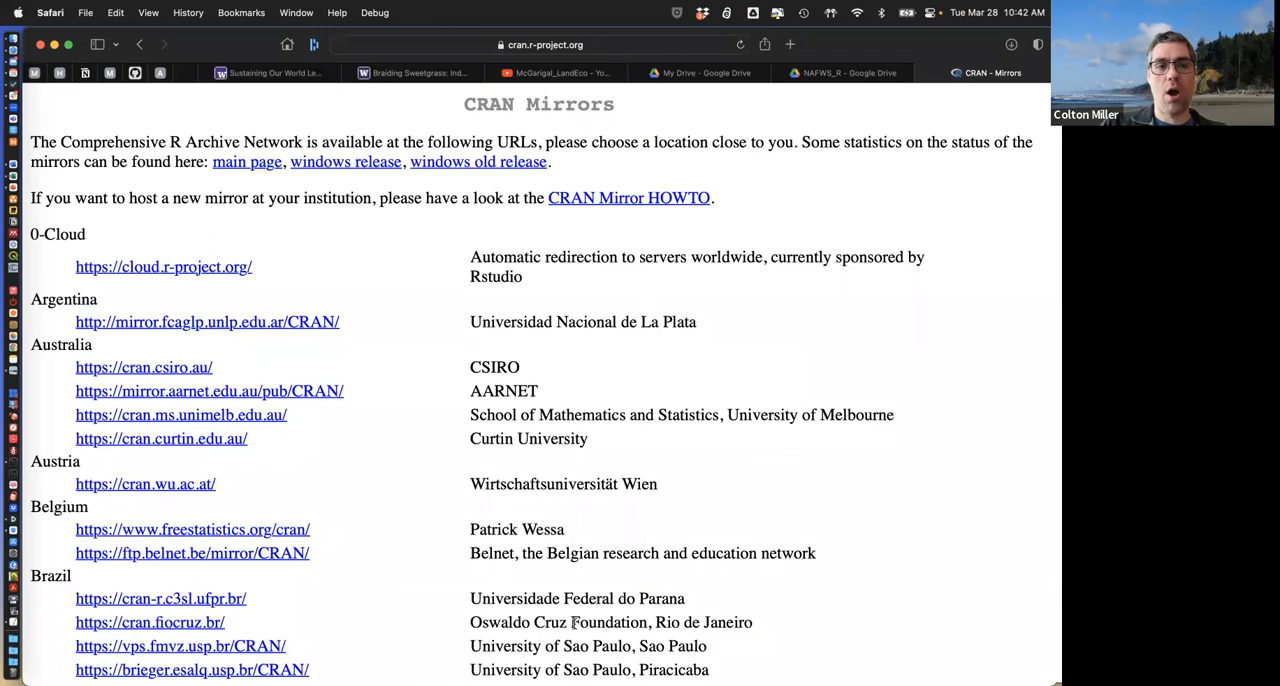 Safari File Edit View History Bookmarks Window Help Debug
Tue Mar 28 10:42 AM
cran.r-project.org
Sustaining Our World Le...
Braiding Sweetgrass: Ind...
McGarigal_LandEco - Yo...
My Drive - Google Drive
NAFWS_R - Google Drive
CRAN - Mirrors
Colton Miller
CRAN Mirrors
The Comprehensive R Archive Network is available at the following URLs, please choose a location close to you. Some statistics on the status of the
mirrors can be found here: main page, windows release, windows old release.
If you want to host a new mirror at your institution, please have a look at the CRAN Mirror HOWTO.
0-Cloud
https://cloud.r-project.org/ Automatic redirection to servers worldwide, currently sponsored by
Rstudio
Argentina
http://mirror.fcaglp.unlp.edu.ar/CRAN/ Universidad Nacional de La Plata
Australia
https://cran.csiro.au/ CSIRO
https://mirror.aarnet.edu.au/pub/CRAN/ AARNET
https://cran.ms.unimelb.edu.au/ School of Mathematics and Statistics, University of Melbourne
https://cran.curtin.edu.au/ Curtin University
Austria
https://cran.wu.ac.at/ Wirtschaftsuniversität Wien
Belgium
https://www.freestatistics.org/cran/ Patrick Wessa
https://ftp.belnet.be/mirror/CRAN/ Belnet, the Belgian research and education network
Brazil
https://cran-r.c3sl.ufpr.br/ Universidade Federal do Parana
https://cran.fiocruz.br/ Oswaldo Cruz Foundation, Rio de Janeiro
https://vps.fmvz.usp.br/CRAN/ University of Sao Paulo, Sao Paulo
https://brieger.esalq.usp.br/CRAN/ University of Sao Paulo, Piracicaba